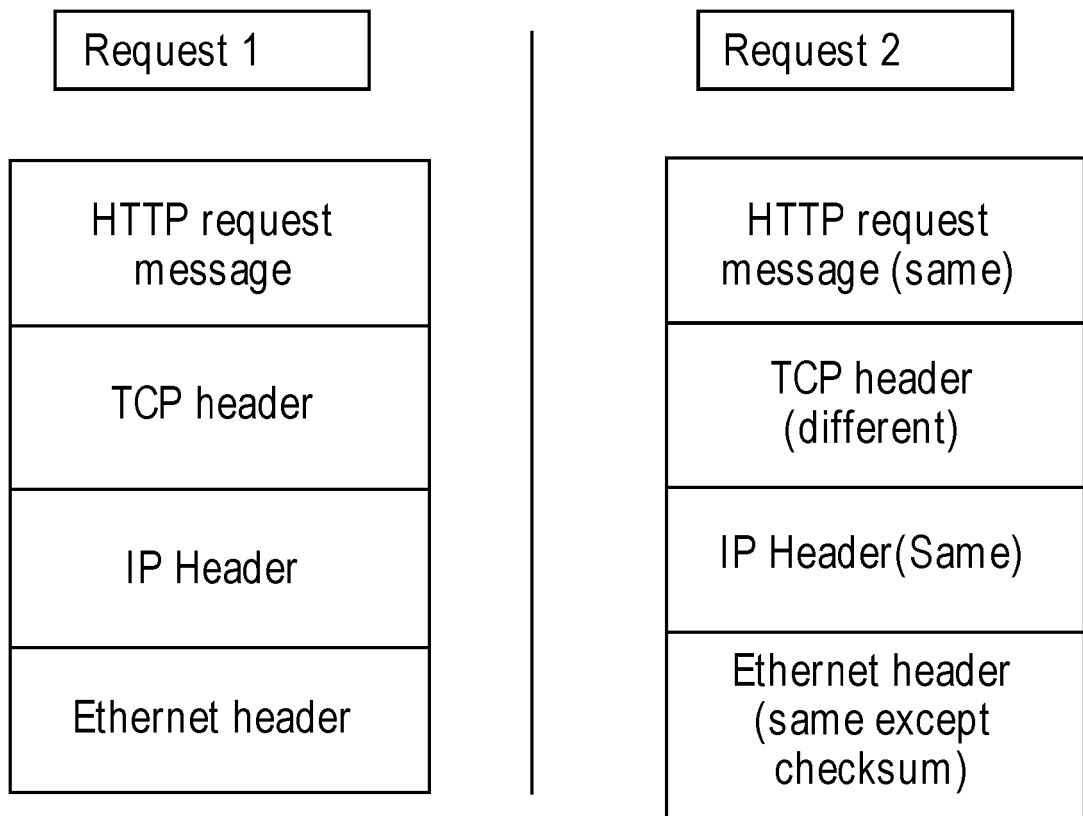 Request 1
HTTP request
message
TCP header
IP Header
Ethernet header
Request 2
HTTP request
message (same)
TCP header
(different)
IP Header(Same)
Ethernet header
(same except
checksum)